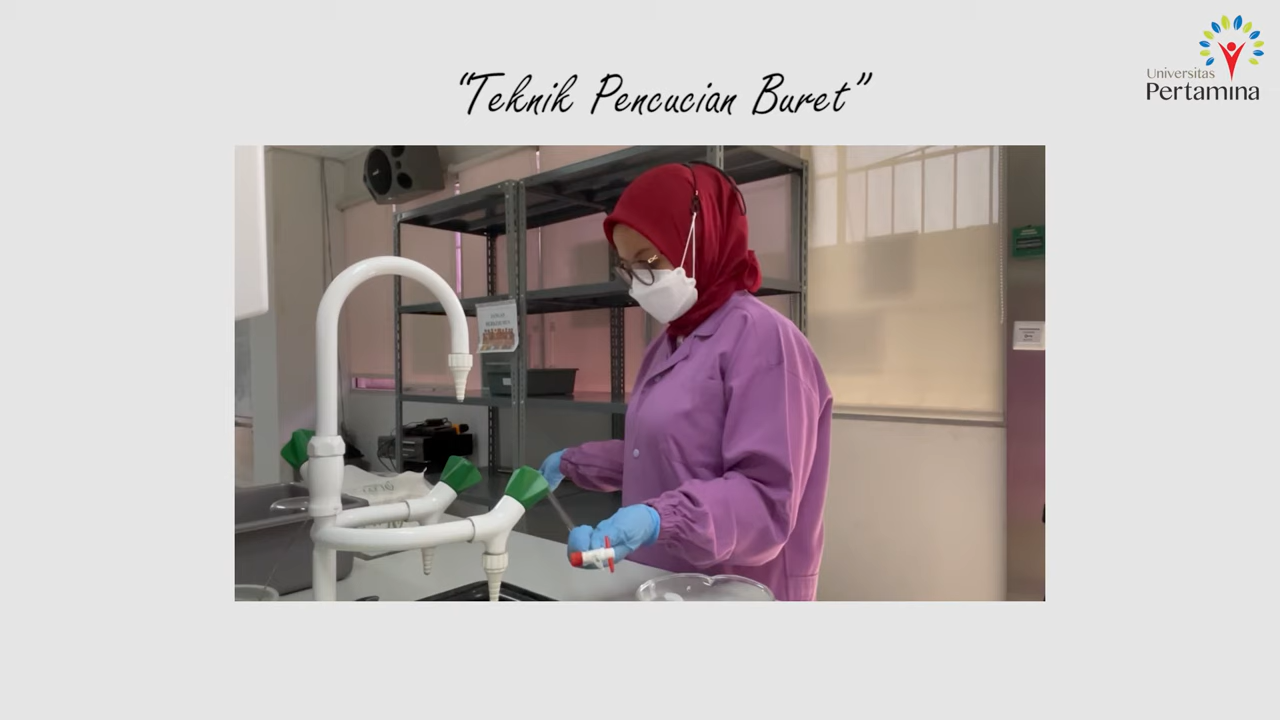 “Teknik Pencucian Buret”
Universitas
Pertamina